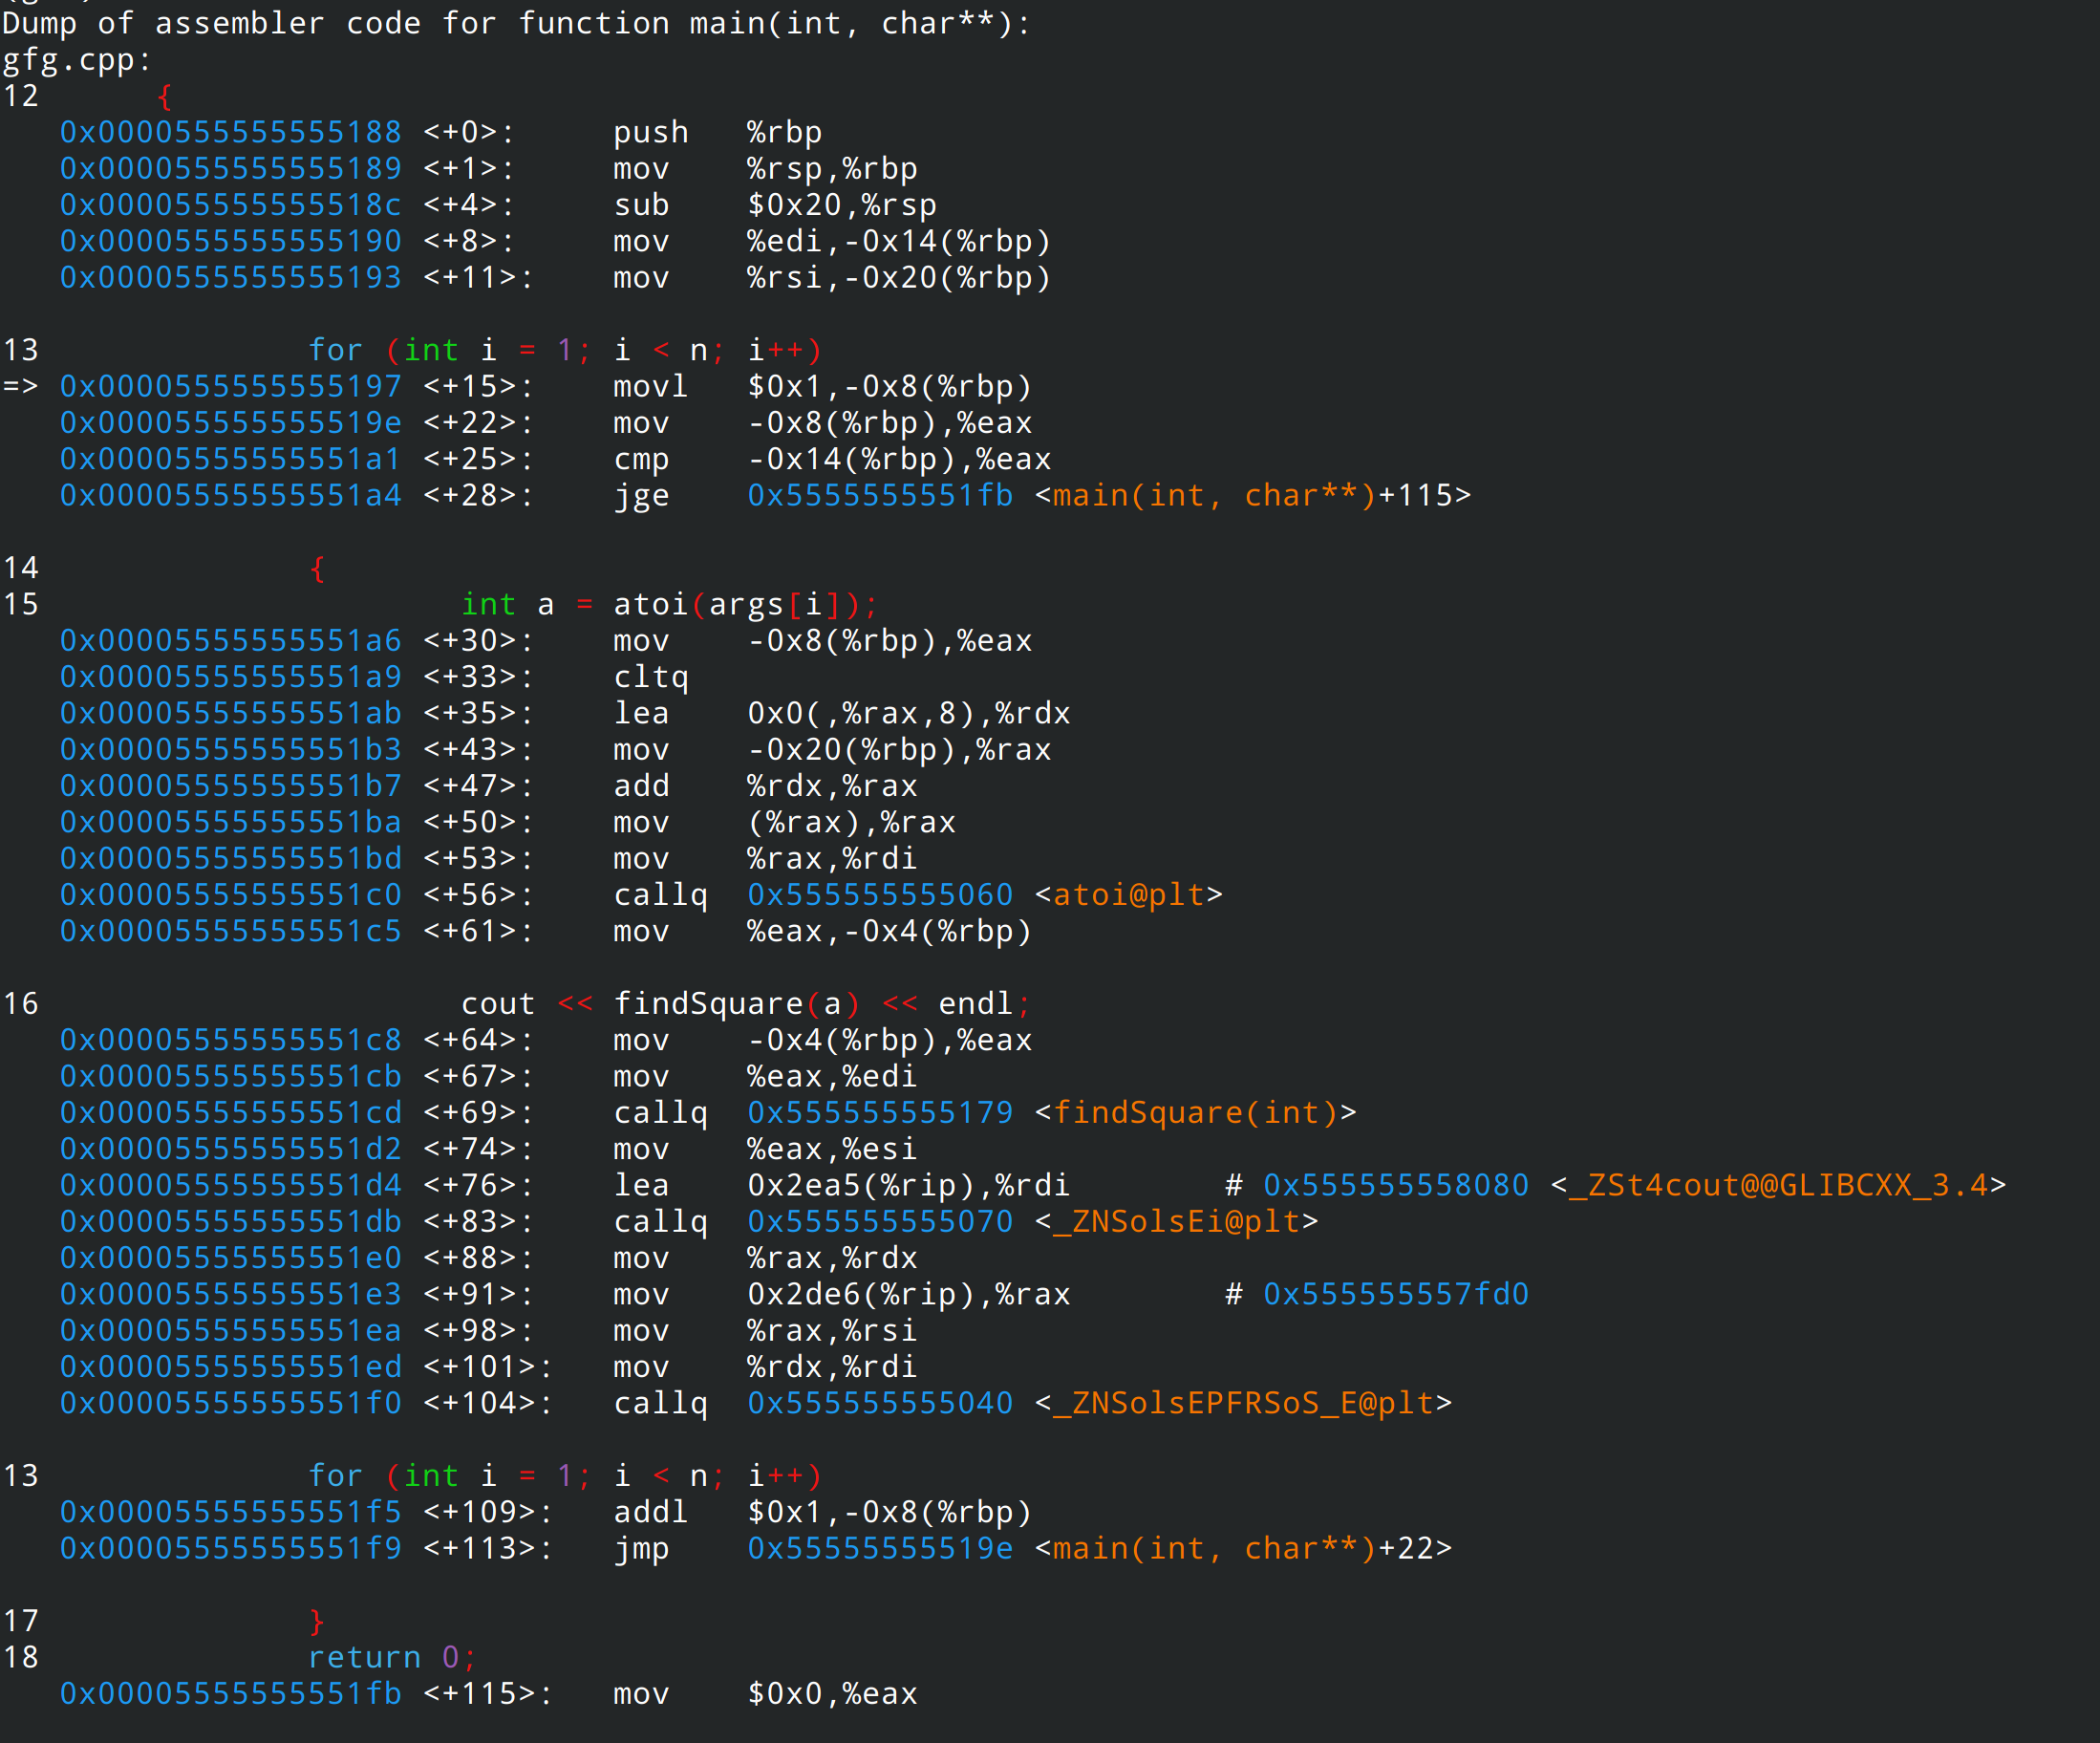 Dump of assembler code for function main(int, char**):
gfg.cpp:
12      {
   0x0000555555555188 <+0>:     push   %rbp
   0x0000555555555189 <+1>:     mov    %rsp,%rbp
   0x000055555555518c <+4>:     sub    $0x20,%rsp
   0x0000555555555190 <+8>:     mov    %edi,-0x14(%rbp)
   0x0000555555555193 <+11>:    mov    %rsi,-0x20(%rbp)

13              for (int i = 1; i < n; i++)
=> 0x0000555555555197 <+15>:    movl   $0x1,-0x8(%rbp)
   0x000055555555519e <+22>:    mov    -0x8(%rbp),%eax
   0x00005555555551a1 <+25>:    cmp    -0x14(%rbp),%eax
   0x00005555555551a4 <+28>:    jge    0x5555555551fb <main(int, char**)+115>

14              {
15                      int a = atoi(args[i]);
   0x00005555555551a6 <+30>:    mov    -0x8(%rbp),%eax
   0x00005555555551a9 <+33>:    cltq
   0x00005555555551ab <+35>:    lea    0x0(,%rax,8),%rdx
   0x00005555555551b3 <+43>:    mov    -0x20(%rbp),%rax
   0x00005555555551b7 <+47>:    add    %rdx,%rax
   0x00005555555551ba <+50>:    mov    (%rax),%rax
   0x00005555555551bd <+53>:    mov    %rax,%rdi
   0x00005555555551c0 <+56>:    callq  0x555555555060 <atoi@plt>
   0x00005555555551c5 <+61>:    mov    %eax,-0x4(%rbp)

16                      cout << findSquare(a) << endl;
   0x00005555555551c8 <+64>:    mov    -0x4(%rbp),%eax
   0x00005555555551cb <+67>:    mov    %eax,%edi
   0x00005555555551cd <+69>:    callq  0x555555555179 <findSquare(int)>
   0x00005555555551d2 <+74>:    mov    %eax,%esi
   0x00005555555551d4 <+76>:    lea    0x2ea5(%rip),%rdi        # 0x555555558080 <_ZSt4cout@@GLIBCXX_3.4>
   0x00005555555551db <+83>:    callq  0x555555555070 <_ZNSolsEi@plt>
   0x00005555555551e0 <+88>:    mov    %rax,%rdx
   0x00005555555551e3 <+91>:    mov    0x2de6(%rip),%rax        # 0x555555557fd0
   0x00005555555551ea <+98>:    mov    %rax,%rsi
   0x00005555555551ed <+101>:   mov    %rdx,%rdi
   0x00005555555551f0 <+104>:   callq  0x555555555040 <_ZNSolsEPFRSoS_E@plt>

13              for (int i = 1; i < n; i++)
   0x00005555555551f5 <+109>:   addl   $0x1,-0x8(%rbp)
   0x00005555555551f9 <+113>:   jmp    0x55555555519e <main(int, char**)+22>

17              }
18              return 0;
   0x00005555555551fb <+115>:   mov    $0x0,%eax